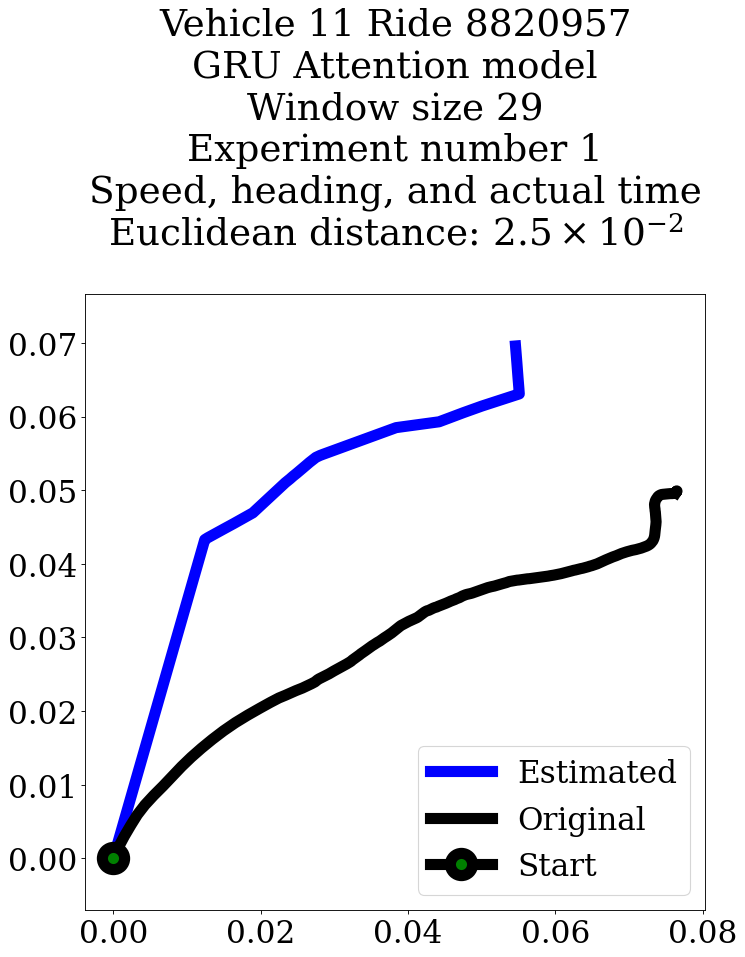 Vehicle 11 Ride 8820957
GRU Attention model
Window size 29
Experiment number 1
Speed, heading, and actual time
Euclidean distance: 2.5 × 10⁻²
0.07
0.06
0.05
0.04
0.03
0.02
0.01
0.00
Estimated
Original
Start
0.00 0.02 0.04 0.06 0.08